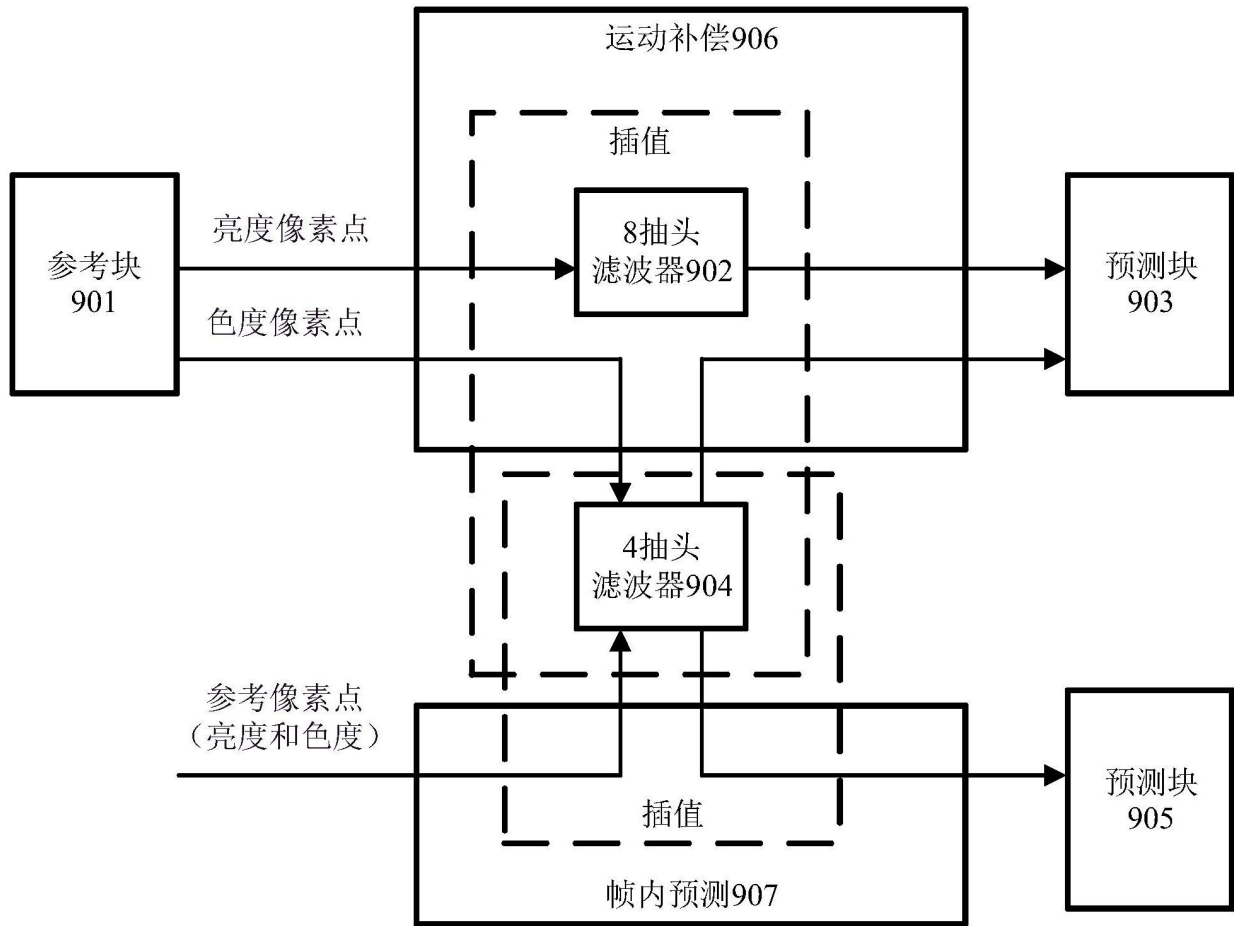 运动补偿906
插值
亮度像素点
8抽头
滤波器902
参考块
901
预测块
903
色度像素点
4抽头
滤波器904
参考像素点
（亮度和色度）
预测块
905
插值
帧内预测907